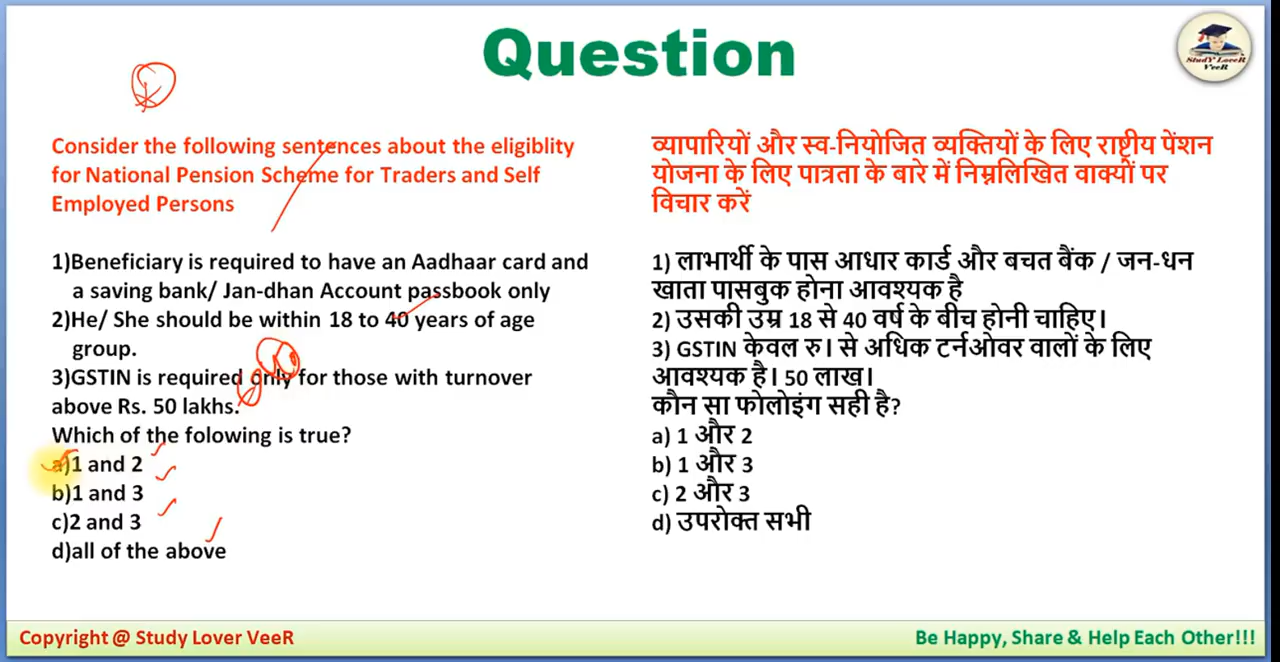 Question
StudY LoveR
VeeR
Consider the following sentences about the eligiblity
for National Pension Scheme for Traders and Self
Employed Persons
1)Beneficiary is required to have an Aadhaar card and
a saving bank/ Jan-dhan Account passbook only
2)He/ She should be within 18 to 40 years of age
group.
3)GSTIN is required only for those with turnover
above Rs. 50 lakhs.
Which of the folowing is true?
a)1 and 2
b)1 and 3
c)2 and 3
d)all of the above
व्यापारियों और स्व-नियोजित व्यक्तियों के लिए राष्ट्रीय पेंशन
योजना के लिए पात्रता के बारे में निम्नलिखित वाक्यों पर
विचार करें
1) लाभार्थी के पास आधार कार्ड और बचत बैंक / जन-धन
खाता पासबुक होना आवश्यक है
2) उसकी उम्र 18 से 40 वर्ष के बीच होनी चाहिए।
3) GSTIN केवल रु। से अधिक टर्नओवर वालों के लिए
आवश्यक है। 50 लाख।
कौन सा फोलोइंग सही है?
a) 1 और 2
b) 1 और 3
c) 2 और 3
d) उपरोक्त सभी
Copyright @ Study Lover VeeR
Be Happy, Share & Help Each Other!!!